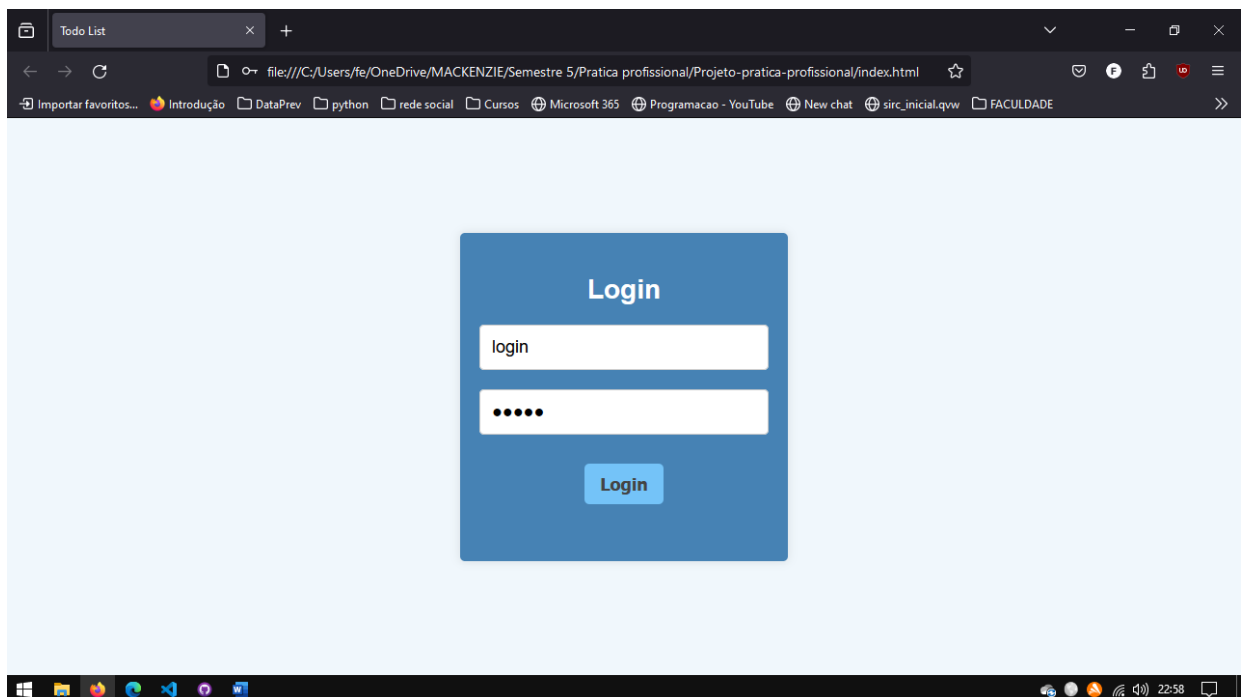 Todo List
file:///C:/Users/fe/OneDrive/MACKENZIE/Semestre 5/Pratica profissional/Projeto-pratica-profissional/index.html
Importar favoritos... Introdução DataPrev python rede social Cursos Microsoft 365 Programacao - YouTube New chat sirc_inicial.qvw FACULDADE
Login
login
•••••
Login
22:58